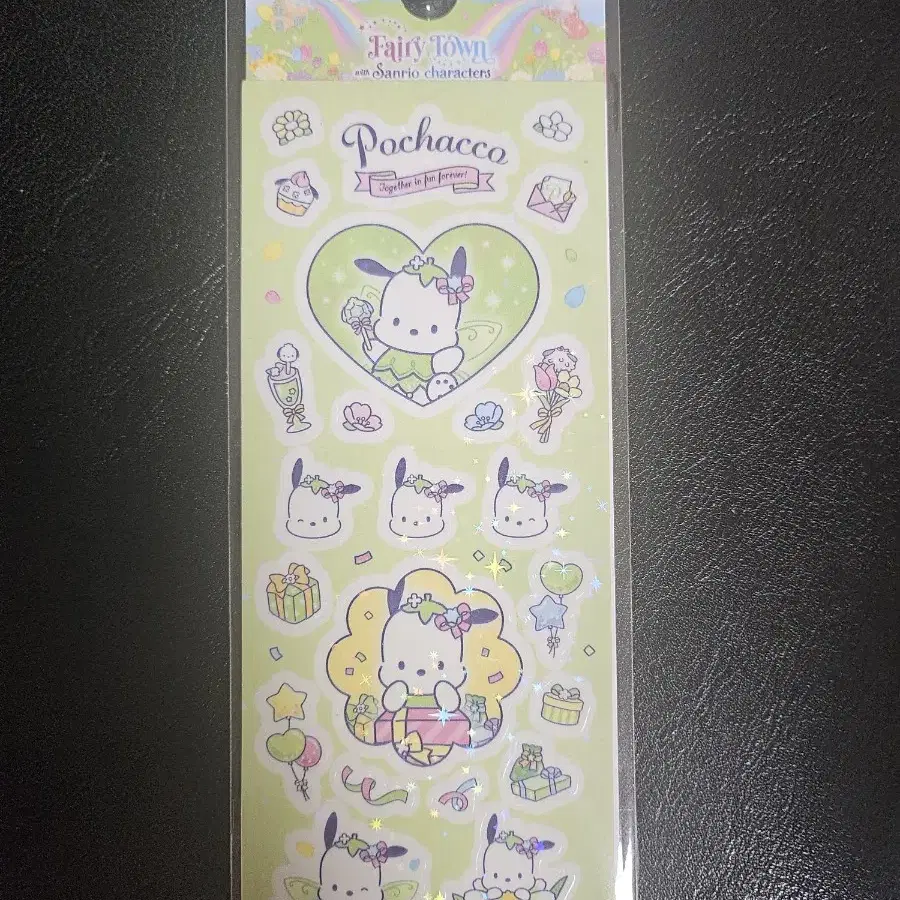 Fairy Town
with Sanrio characters
Pochacco
Together in fun forever!